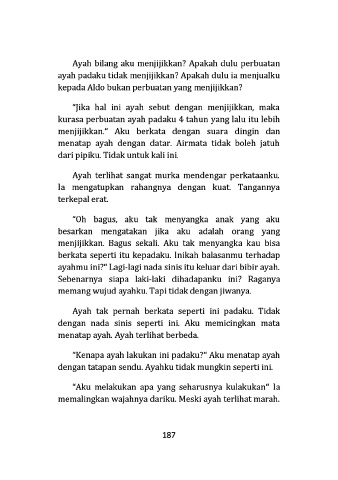 Ayah bilang aku menjijikkan? Apakah dulu perbuatan
ayah padaku tidak menjijikkan? Apakah dulu ia menjualku
kepada Aldo bukan perbuatan yang menjijikkan?
"Jika hal ini ayah sebut dengan menjijikkan, maka
kurasa perbuatan ayah padaku 4 tahun yang lalu itu lebih
menjijikkan." Aku berkata dengan suara dingin dan
menatap ayah dengan datar. Airmata tidak boleh jatuh
dari pipiku. Tidak untuk kali ini.
Ayah terlihat sangat murka mendengar perkataanku.
Ia mengatupkan rahangnya dengan kuat. Tangannya
terkepal erat.
"Oh bagus, aku tak menyangka anak yang aku
besarkan mengatakan jika aku adalah orang yang
menjijikkan. Bagus sekali. Aku tak menyangka kau bisa
berkata seperti itu kepadaku. Inikah balasanmu terhadap
ayahmu ini?" Lagi-lagi nada sinis itu keluar dari bibir ayah.
Sebenarnya siapa laki-laki dihadapanku ini? Raganya
memang wujud ayahku. Tapi tidak dengan jiwanya.
Ayah tak pernah berkata seperti ini padaku. Tidak
dengan nada sinis seperti ini. Aku memicingkan mata
menatap ayah. Ayah terlihat berbeda.
"Kenapa ayah lakukan ini padaku?" Aku menatap ayah
dengan tatapan sendu. Ayahku tidak mungkin seperti ini.
"Aku melakukan apa yang seharusnya kulakukan" Ia
memalingkan wajahnya dariku. Meski ayah terlihat marah.
187